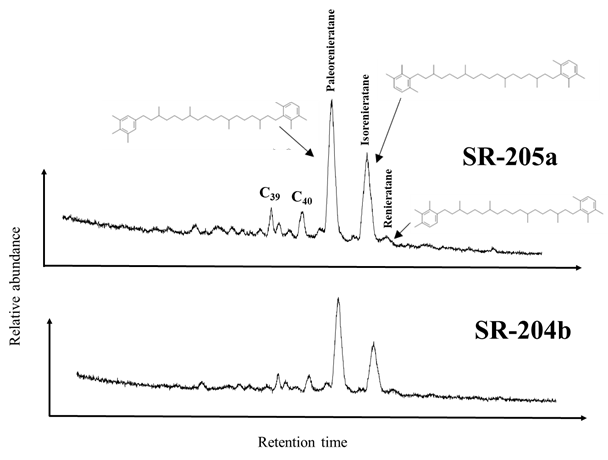 Paleorenieratane
Isorenieratane
SR-205a
C39
C40
Renieratane
Relative abundance
SR-204b
Retention time